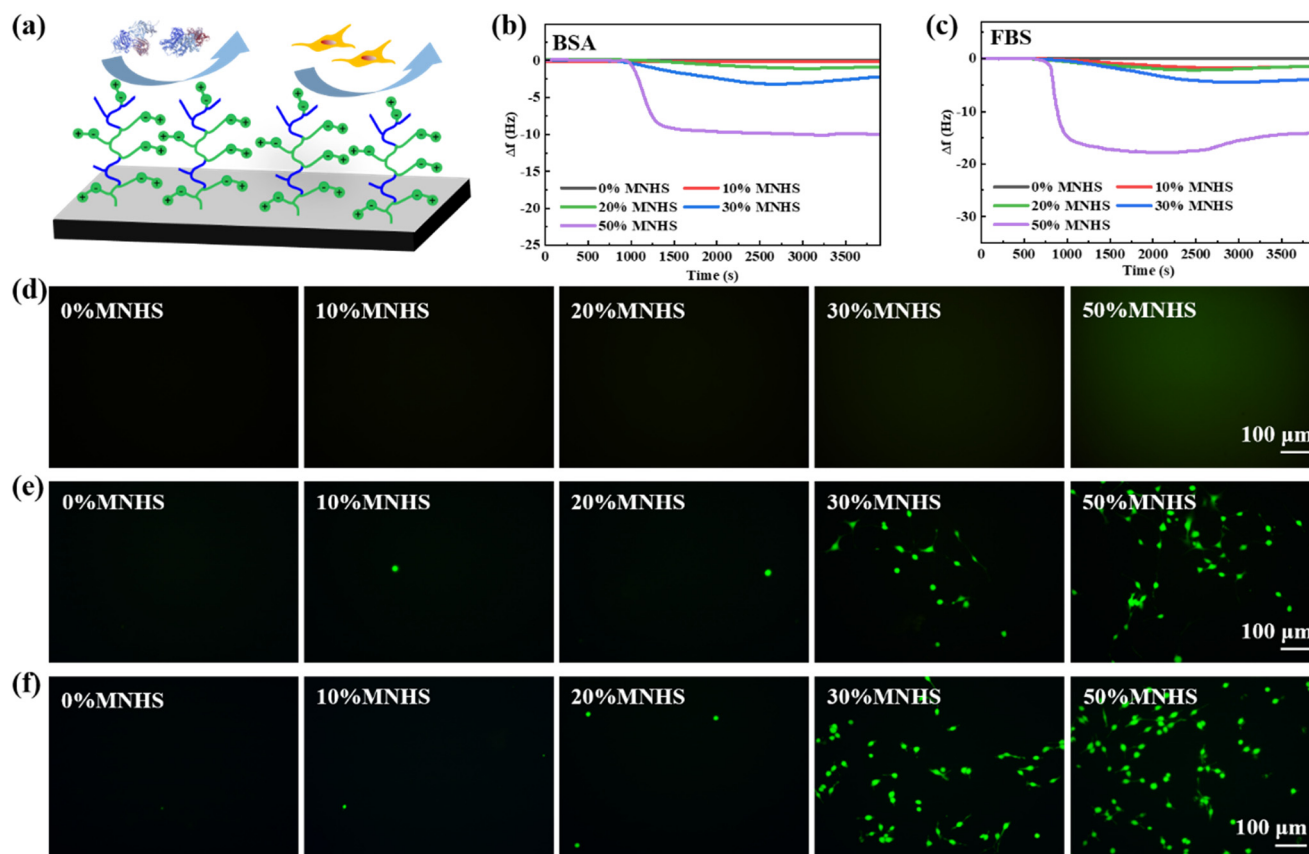 (a)
(b)
BSA
Δf (Hz)
5
0
-5
-10
-15
-20
-25
0% MNHS
10% MNHS
20% MNHS
30% MNHS
50% MNHS
0 500 1000 1500 2000 2500 3000 3500
Time (s)
(c)
FBS
Δf (Hz)
0
-10
-20
-30
0% MNHS
10% MNHS
20% MNHS
30% MNHS
50% MNHS
0 500 1000 1500 2000 2500 3000 3500
Time (s)
(d)
0%MNHS
10%MNHS
20%MNHS
30%MNHS
50%MNHS
100 μm
(e)
0%MNHS
10%MNHS
20%MNHS
30%MNHS
50%MNHS
100 μm
(f)
0%MNHS
10%MNHS
20%MNHS
30%MNHS
50%MNHS
100 μm